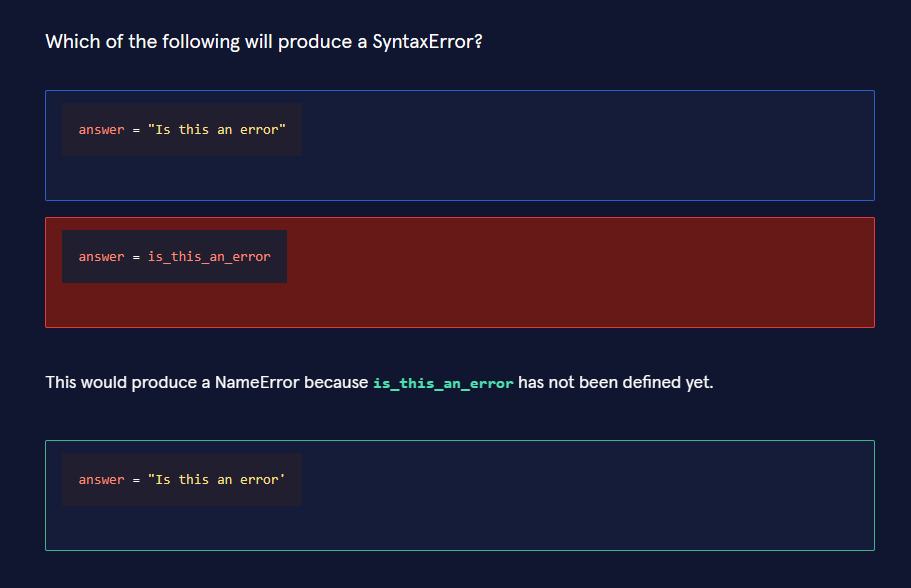 Which of the following will produce a SyntaxError?
answer = "Is this an error"
answer = is_this_an_error
This would produce a NameError because is_this_an_error has not been defined yet.
answer = "Is this an error'